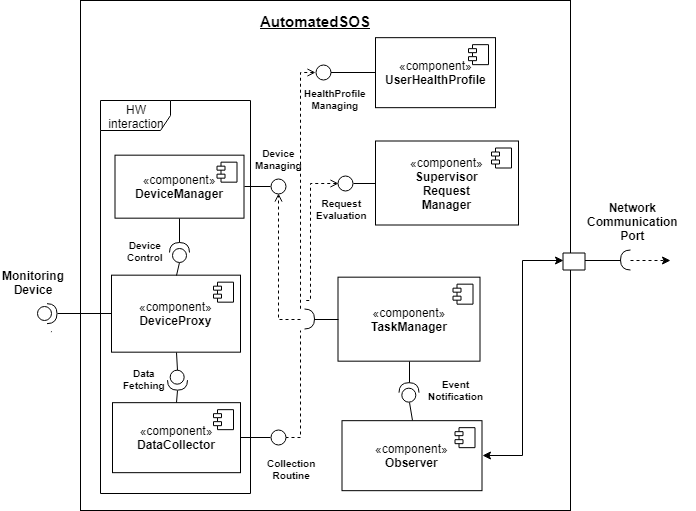 AutomatedSOS
«component»
UserHealthProfile
HealthProfile
Managing
HW
interaction
«component»
DeviceManager
Device
Managing
«component»
Supervisor
Request
Manager
Request
Evaluation
Network
Communication
Port
Device
Control
Monitoring
Device
«component»
DeviceProxy
«component»
TaskManager
Data
Fetching
Event
Notification
«component»
DataCollector
Collection
Routine
«component»
Observer